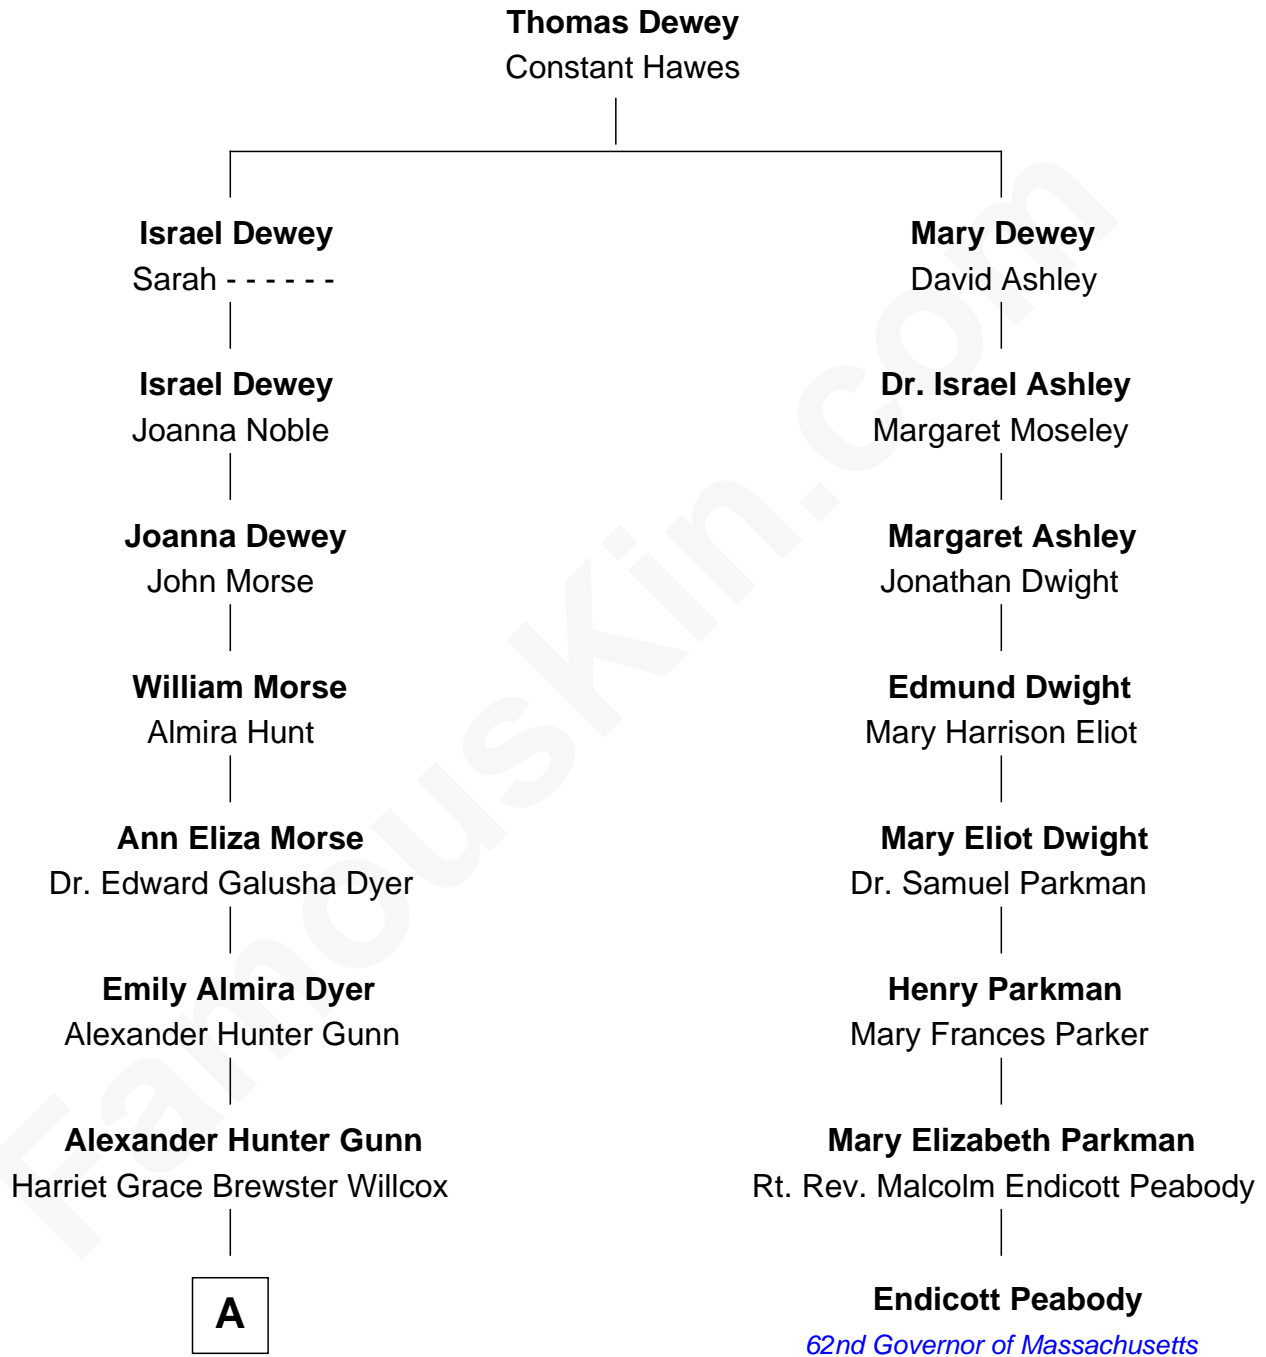 Thomas Dewey
Constant Hawes
Israel Dewey
Sarah - - - - - -
Israel Dewey
Joanna Noble
Joanna Dewey
John Morse
William Morse
Almira Hunt
Ann Eliza Morse
Dr. Edward Galusha Dyer
Emily Almira Dyer
Alexander Hunter Gunn
Alexander Hunter Gunn
Harriet Grace Brewster Willcox
A
Mary Dewey
David Ashley
Dr. Israel Ashley
Margaret Moseley
Margaret Ashley
Jonathan Dwight
Edmund Dwight
Mary Harrison Eliot
Mary Eliot Dwight
Dr. Samuel Parkman
Henry Parkman
Mary Frances Parker
Mary Elizabeth Parkman
Rt. Rev. Malcolm Endicott Peabody
Endicott Peabody
62nd Governor of Massachusetts
FamousKin.com